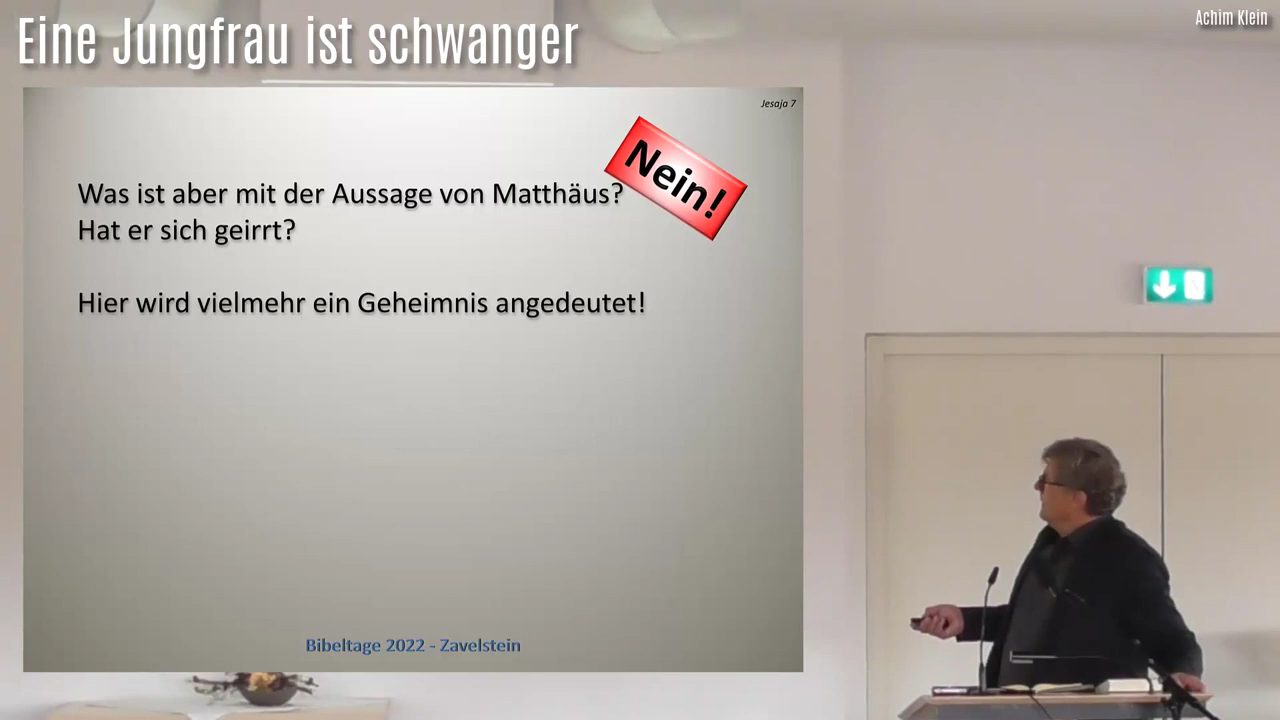 Eine Jungfrau ist schwanger
Achim Klein
Jesaja 7
Nein!
Was ist aber mit der Aussage von Matthäus?
Hat er sich geirrt?
Hier wird vielmehr ein Geheimnis angedeutet!
Bibeltage 2022 - Zavelstein